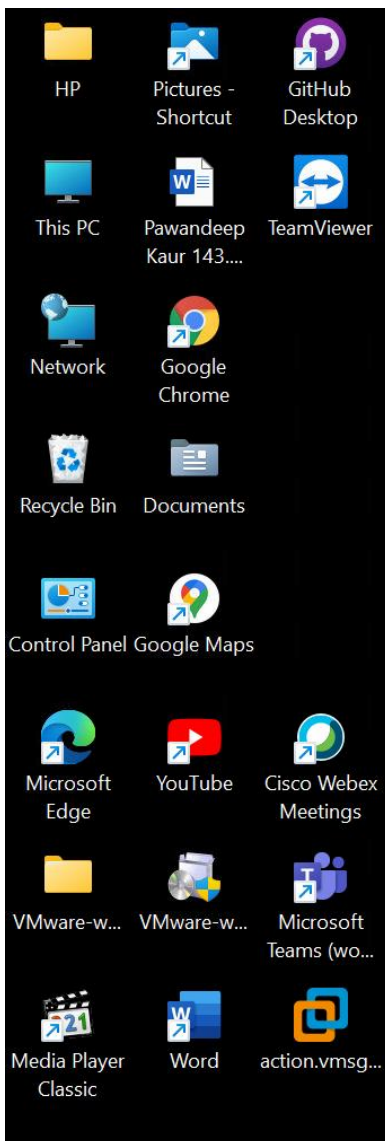 HP
Pictures -
Shortcut
GitHub
Desktop
This PC
Pawandeep
Kaur 143....
TeamViewer
Network
Google
Chrome
Recycle Bin
Documents
Control Panel
Google Maps
Microsoft
Edge
YouTube
Cisco Webex
Meetings
VMware-w...
VMware-w...
Microsoft
Teams (wo...
Media Player
Classic
Word
action.vmsg...